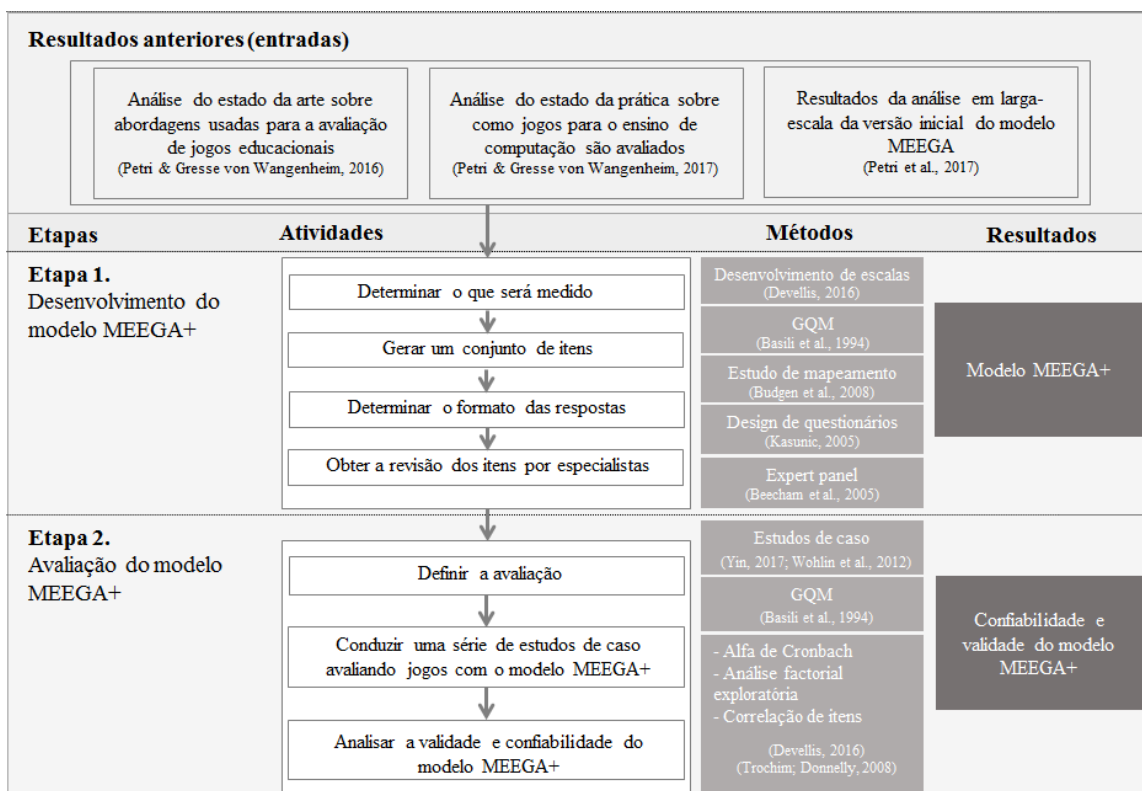 Resultados anteriores (entradas)
Análise do estado da arte sobre
abordagens usadas para a avaliação
de jogos educacionais
(Petri & Gresse von Wangenheim, 2016)
Análise do estado da prática sobre
como jogos para o ensino de
computação são avaliados
(Petri & Gresse von Wangenheim, 2017)
Resultados da análise em larga-
escala da versão inicial do modelo
MEEGA
(Petri et al., 2017)
Etapas
Atividades
Métodos
Resultados
Etapa 1.
Desenvolvimento do
modelo MEEGA+
Determinar o que será medido
Gerar um conjunto de itens
Determinar o formato das respostas
Obter a revisão dos itens por especialistas
Desenvolvimento de escalas
(Devellis, 2016)
GQM
(Basili et al., 1994)
Estudo de mapeamento
(Budgen et al., 2008)
Design de questionários
(Kasunic, 2005)
Expert panel
(Beecham et al., 2005)
Modelo MEEGA+
Etapa 2.
Avaliação do modelo
MEEGA+
Definir a avaliação
Conduzir uma série de estudos de caso
avaliando jogos com o modelo MEEGA+
Analisar a validade e confiabilidade do
modelo MEEGA+
Estudos de caso
(Yin, 2017; Wohlin et al., 2012)
GQM
(Basili et al., 1994)
- Alfa de Cronbach
- Análise factorial
exploratória
- Correlação de itens
(Devellis, 2016)
(Trochim; Donnelly, 2008)
Confiabilidade e
validade do modelo
MEEGA+